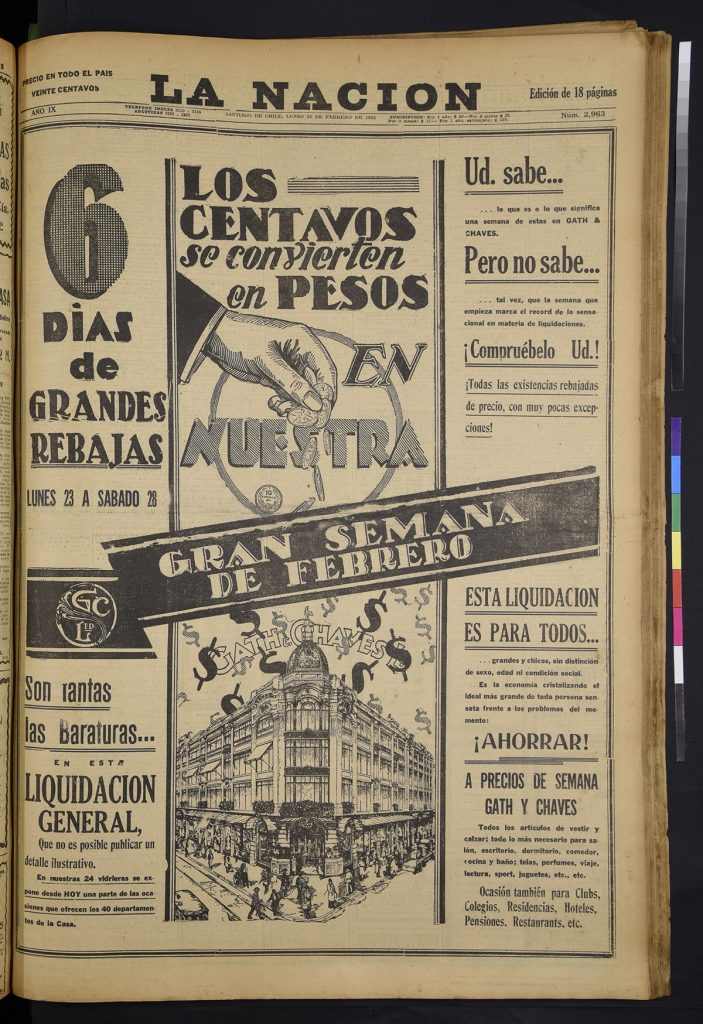 PRECIO EN TODO EL PAIS
VEINTE CENTAVOS
LA NACION
Edición de 18 páginas
AÑO IX
SANTIAGO DE CHILE, LUNES 23 DE FEBRERO DE 1925
Núm. 2,963
6
DÍAS
de
GRANDES
REBAJAS
LUNES 23 A SABADO 28
LOS
CENTAVOS
se convierten
en PESOS
EN
NUESTRA
GRAN SEMANA
DE FEBRERO
GATH & CHAVES
Son tantas
las Baraturas...
EN ESTA
LIQUIDACION
GENERAL,
Que no es posible publicar un
detalle ilustrativo.
En nuestras 24 vidrieras se ex-
pone desde HOY una parte de las oca-
siones que ofrecen los 40 departamen-
tos de la Casa.
Ud. sabe...
... lo que es o lo que significa
una semana de estas en GATH &
CHAVES.
Pero no sabe...
... tal vez, que la semana que
empieza marca el record de lo sensa-
cional en materia de liquidaciones.
¡Compruébelo Ud.!
¡Todas las existencias rebajadas
de precio, con muy pocas excep-
ciones!
ESTA LIQUIDACION
ES PARA TODOS...
...grandes y chicos, sin distinción
de sexo, edad ni condición social.
Es la economía cristalizando el
ideal más grande de toda persona sen-
sata frente a los problemas del mo-
mento:
¡AHORRAR!
A PRECIOS DE SEMANA
GATH Y CHAVES
Todos los artículos de vestir y
calzar; todo lo más necesario para sa-
lón, escritorio, dormitorio, comedor,
cocina y baño; telas, perfumes, viaje,
lectura, sport, juguetes, etc., etc.
Ocasión también para Clubs,
Colegios, Residencias, Hoteles,
Pensiones, Restaurants, etc.